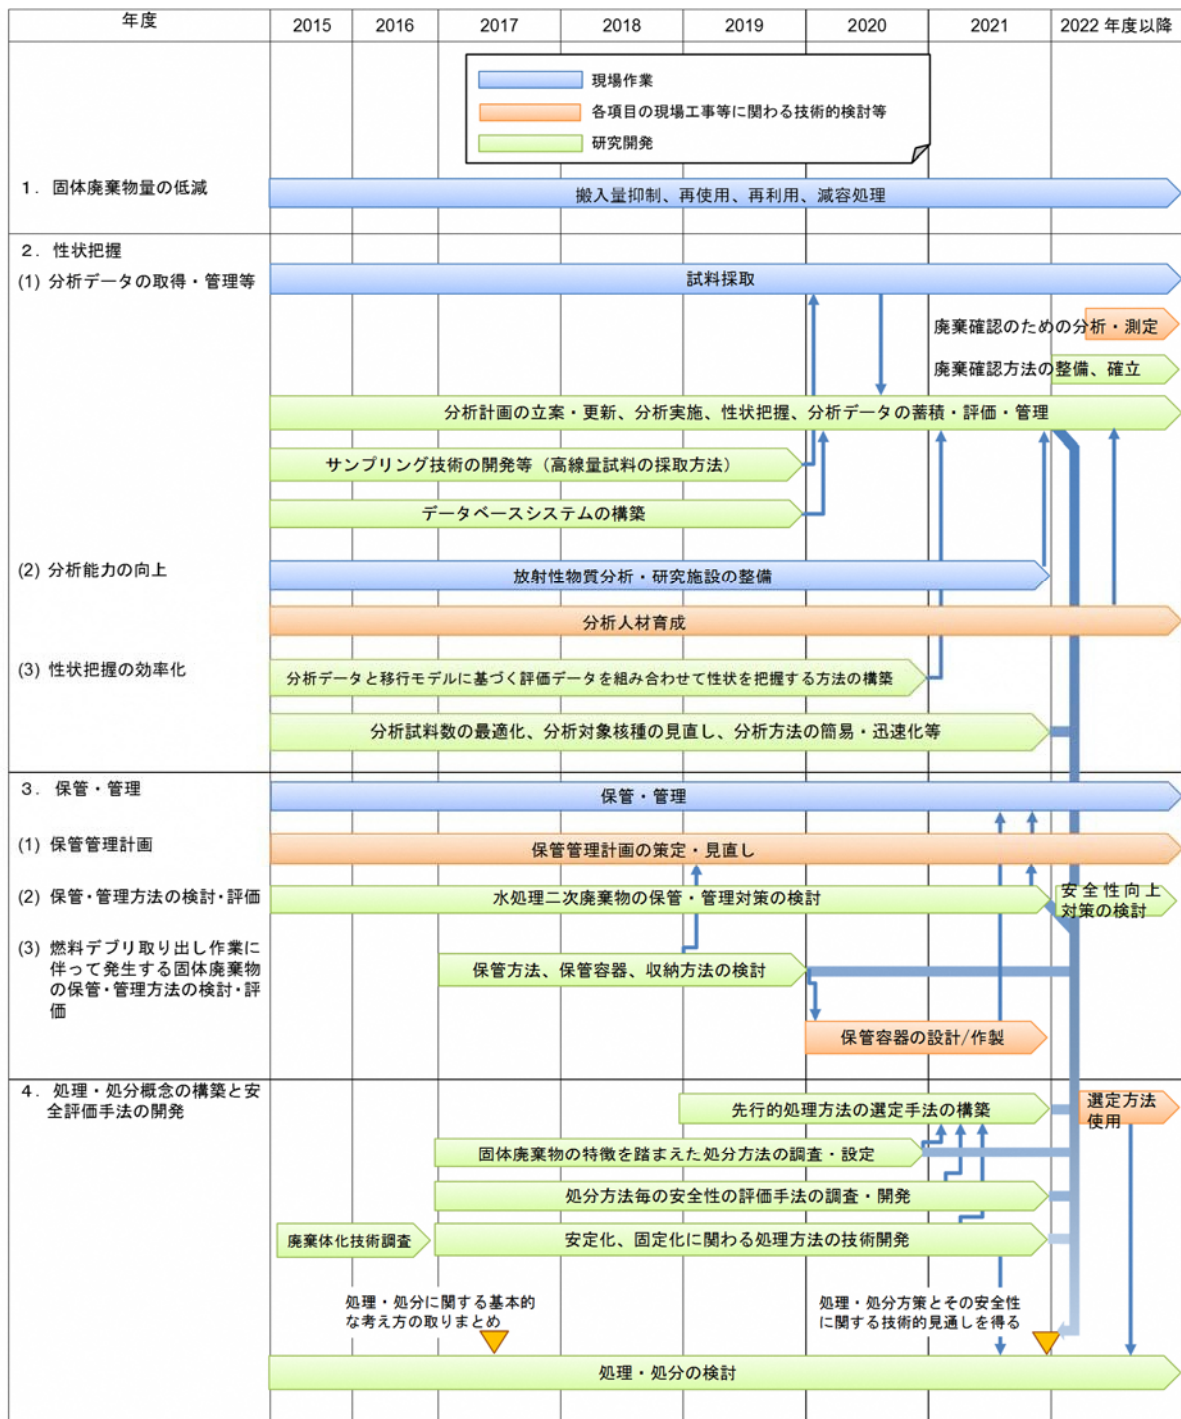 年度 2015 2016 2017 2018 2019 2020 2021 2022 年度以降
現場作業
各項目の現場工事等に関わる技術的検討等
研究開発
1． 固体廃棄物量の低減
搬入量抑制、再使用、再利用、減容処理
2． 性状把握
(1) 分析データの取得・管理等
試料採取
廃棄確認のための分析・測定
廃棄確認方法の整備、確立
分析計画の立案・更新、分析実施、性状把握、分析データの蓄積・評価・管理
サンプリング技術の開発等（高線量試料の採取方法）
データベースシステムの構築
(2) 分析能力の向上
放射性物質分析・研究施設の整備
分析人材育成
(3) 性状把握の効率化
分析データと移行モデルに基づく評価データを組み合わせて性状を把握する方法の構築
分析試料数の最適化、分析対象核種の見直し、分析方法の簡易・迅速化等
3． 保管・管理
保管・管理
(1) 保管管理計画
保管管理計画の策定・見直し
(2) 保管・管理方法の検討・評価
水処理二次廃棄物の保管・管理対策の検討
安全性向上
対策の検討
(3) 燃料デブリ取り出し作業に
伴って発生する固体廃棄物
の保管・管理方法の検討・評
価
保管方法、保管容器、収納方法の検討
保管容器の設計/作製
4． 処理・処分概念の構築と安
全評価手法の開発
先行的処理方法の選定手法の構築
選定方法
使用
固体廃棄物の特徴を踏まえた処分方法の調査・設定
処分方法毎の安全性の評価手法の調査・開発
廃棄体化技術調査
安定化、固定化に関わる処理方法の技術開発
処理・処分に関する基本的
な考え方の取りまとめ
処理・処分方策とその安全性
に関する技術的見通しを得る
処理・処分の検討